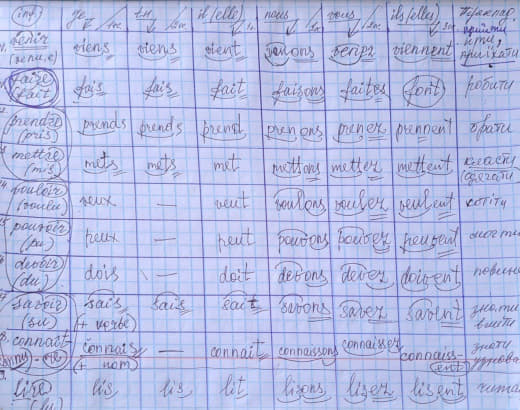 (inf.) je tu il (elle) nous vous ils (elles) Переклад
venir (venu, e) viens viens vient venons venez viennent прийти іти, приїхати
faire (fait) fais fais fait faisons faites font робити
prendre (pris) prends prends prend prenons prenez prennent брати
mettre (mis) mets mets met mettons mettez mettent класти (одягати)
vouloir (voulu) veux — veut voulons voulez veulent хотіти
pouvoir (pu) peux — peut pouvons pouvez peuvent могти
devoir (du) dois — doit devons devez doivent повинен
savoir (su) sais (+ verbe) sais sait savons savez savent знати вміти
connait- connais (+ nom) — connait connaissons connaissez connaissent знати
lire (lu) lis lis lit lisons lisez lisent читати